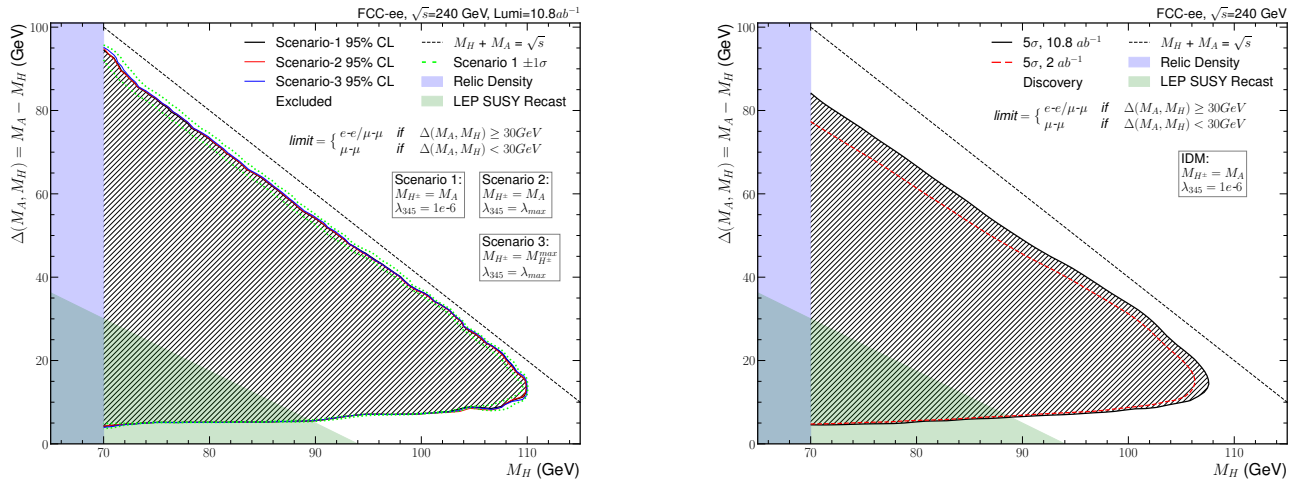 FCC-ee, √s=240 GeV, Lumi=10.8ab⁻¹
Δ(M_A, M_H) = M_A − M_H (GeV)
100
80
60
40
20
0
Scenario-1 95% CL
Scenario-2 95% CL
Scenario-3 95% CL
Excluded
M_H + M_A = √s
Scenario 1 ±1σ
Relic Density
LEP SUSY Recast
limit = { e-e/μ-μ if Δ(M_A, M_H) ≥ 30GeV
μ-μ if Δ(M_A, M_H) < 30GeV
Scenario 1:
M_H± = M_A
λ_345 = 1e-6
Scenario 2:
M_H± = M_A
λ_345 = λ_max
Scenario 3:
M_H± = M_H±^max
λ_345 = λ_max
70 80 90 100 110
M_H (GeV)
FCC-ee, √s=240 GeV
Δ(M_A, M_H) = M_A − M_H (GeV)
100
80
60
40
20
0
5σ, 10.8 ab⁻¹
5σ, 2 ab⁻¹
Discovery
M_H + M_A = √s
Relic Density
LEP SUSY Recast
limit = { e-e/μ-μ if Δ(M_A, M_H) ≥ 30GeV
μ-μ if Δ(M_A, M_H) < 30GeV
IDM:
M_H± = M_A
λ_345 = 1e-6
70 80 90 100 110
M_H (GeV)